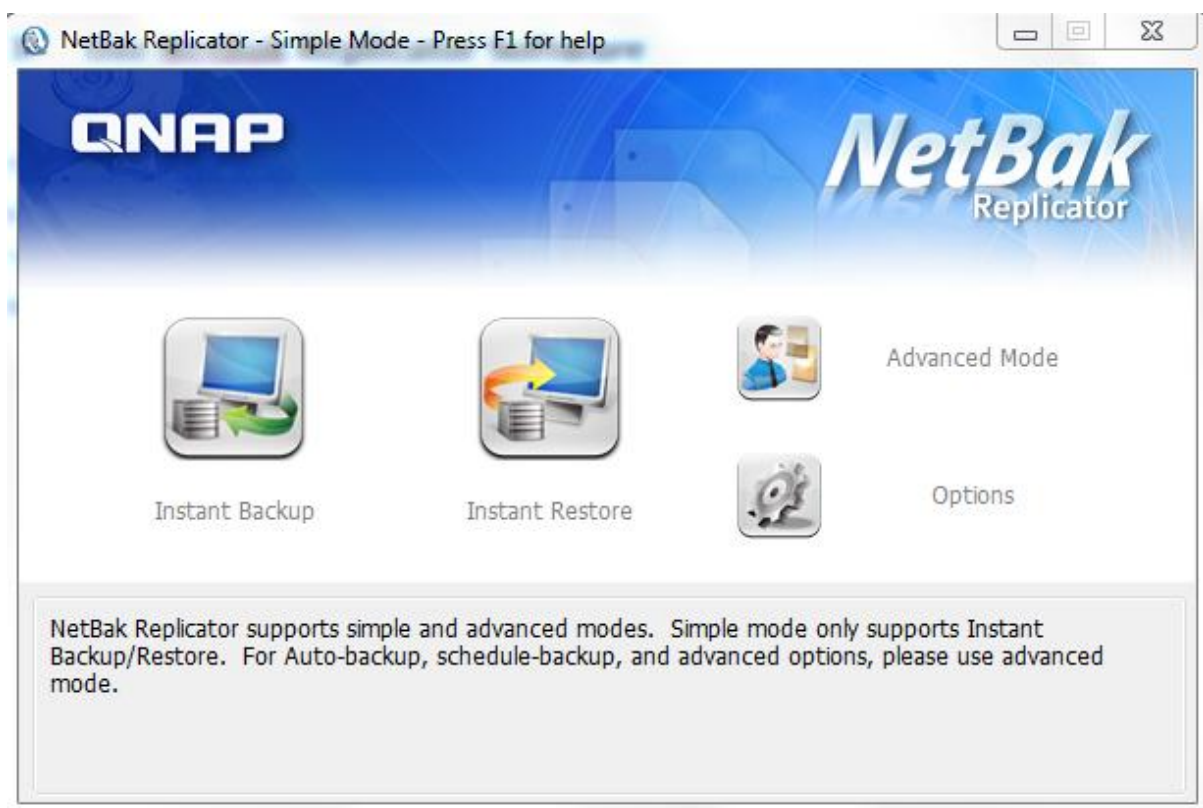 NetBak Replicator - Simple Mode - Press F1 for help
QNAP
NetBak
Replicator
Advanced Mode
Options
Instant Backup
Instant Restore
NetBak Replicator supports simple and advanced modes.  Simple mode only supports Instant
Backup/Restore.  For Auto-backup, schedule-backup, and advanced options, please use advanced
mode.